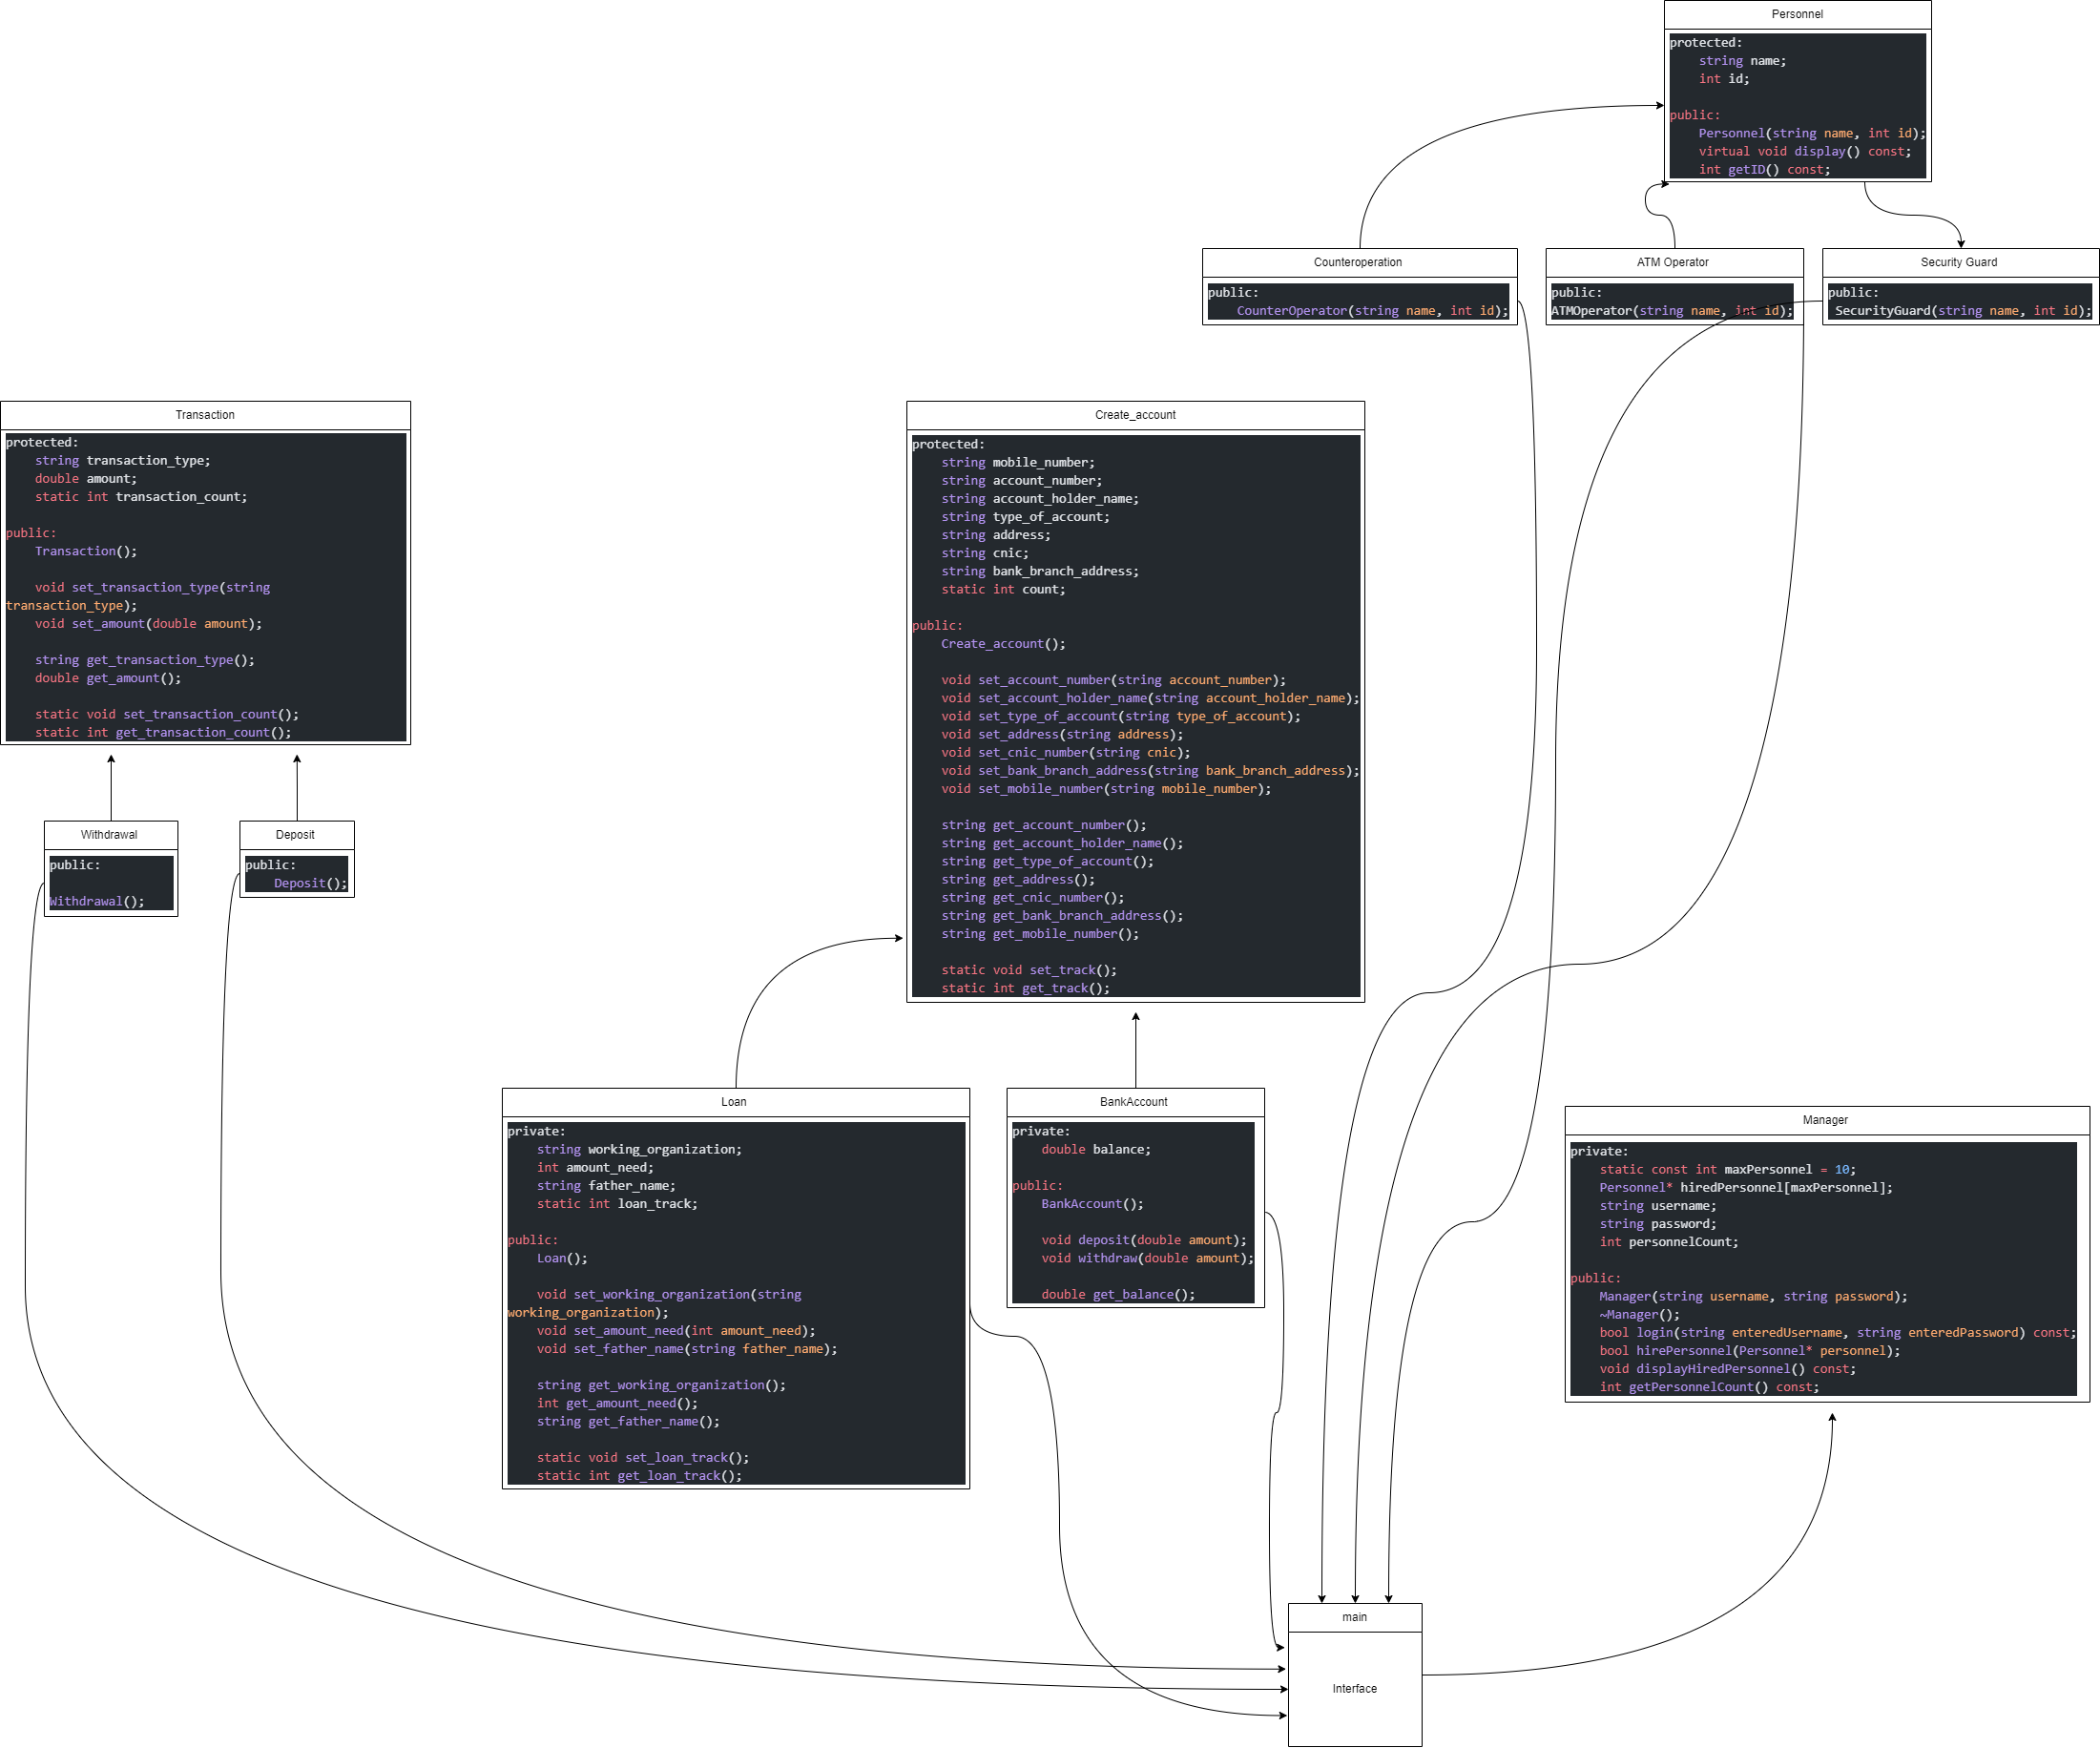 Personnel
protected:
string name;
int id;
public:
Personnel(string name, int id);
virtual void display() const;
int getID() const;
Counteroperation
public:
CounterOperator(string name, int id);
ATM Operator
public:
ATMOperator(string name, int id);
Security Guard
public:
SecurityGuard(string name, int id);
Transaction
protected:
string transaction_type;
double amount;
static int transaction_count;
public:
Transaction();
void set_transaction_type(string
transaction_type);
void set_amount(double amount);
string get_transaction_type();
double get_amount();
static void set_transaction_count();
static int get_transaction_count();
Create_account
protected:
string mobile_number;
string account_number;
string account_holder_name;
string type_of_account;
string address;
string cnic;
string bank_branch_address;
static int count;
public:
Create_account();
void set_account_number(string account_number);
void set_account_holder_name(string account_holder_name);
void set_type_of_account(string type_of_account);
void set_address(string address);
void set_cnic_number(string cnic);
void set_bank_branch_address(string bank_branch_address);
void set_mobile_number(string mobile_number);
string get_account_number();
string get_account_holder_name();
string get_type_of_account();
string get_address();
string get_cnic_number();
string get_bank_branch_address();
string get_mobile_number();
static void set_track();
static int get_track();
Withdrawal
public:
Withdrawal();
Deposit
public:
Deposit();
Loan
private:
string working_organization;
int amount_need;
string father_name;
static int loan_track;
public:
Loan();
void set_working_organization(string
working_organization);
void set_amount_need(int amount_need);
void set_father_name(string father_name);
string get_working_organization();
int get_amount_need();
string get_father_name();
static void set_loan_track();
static int get_loan_track();
BankAccount
private:
double balance;
public:
BankAccount();
void deposit(double amount);
void withdraw(double amount);
double get_balance();
Manager
private:
static const int maxPersonnel = 10;
Personnel* hiredPersonnel[maxPersonnel];
string username;
string password;
int personnelCount;
public:
Manager(string username, string password);
~Manager();
bool login(string enteredUsername, string enteredPassword) const;
bool hirePersonnel(Personnel* personnel);
void displayHiredPersonnel() const;
int getPersonnelCount() const;
main
Interface